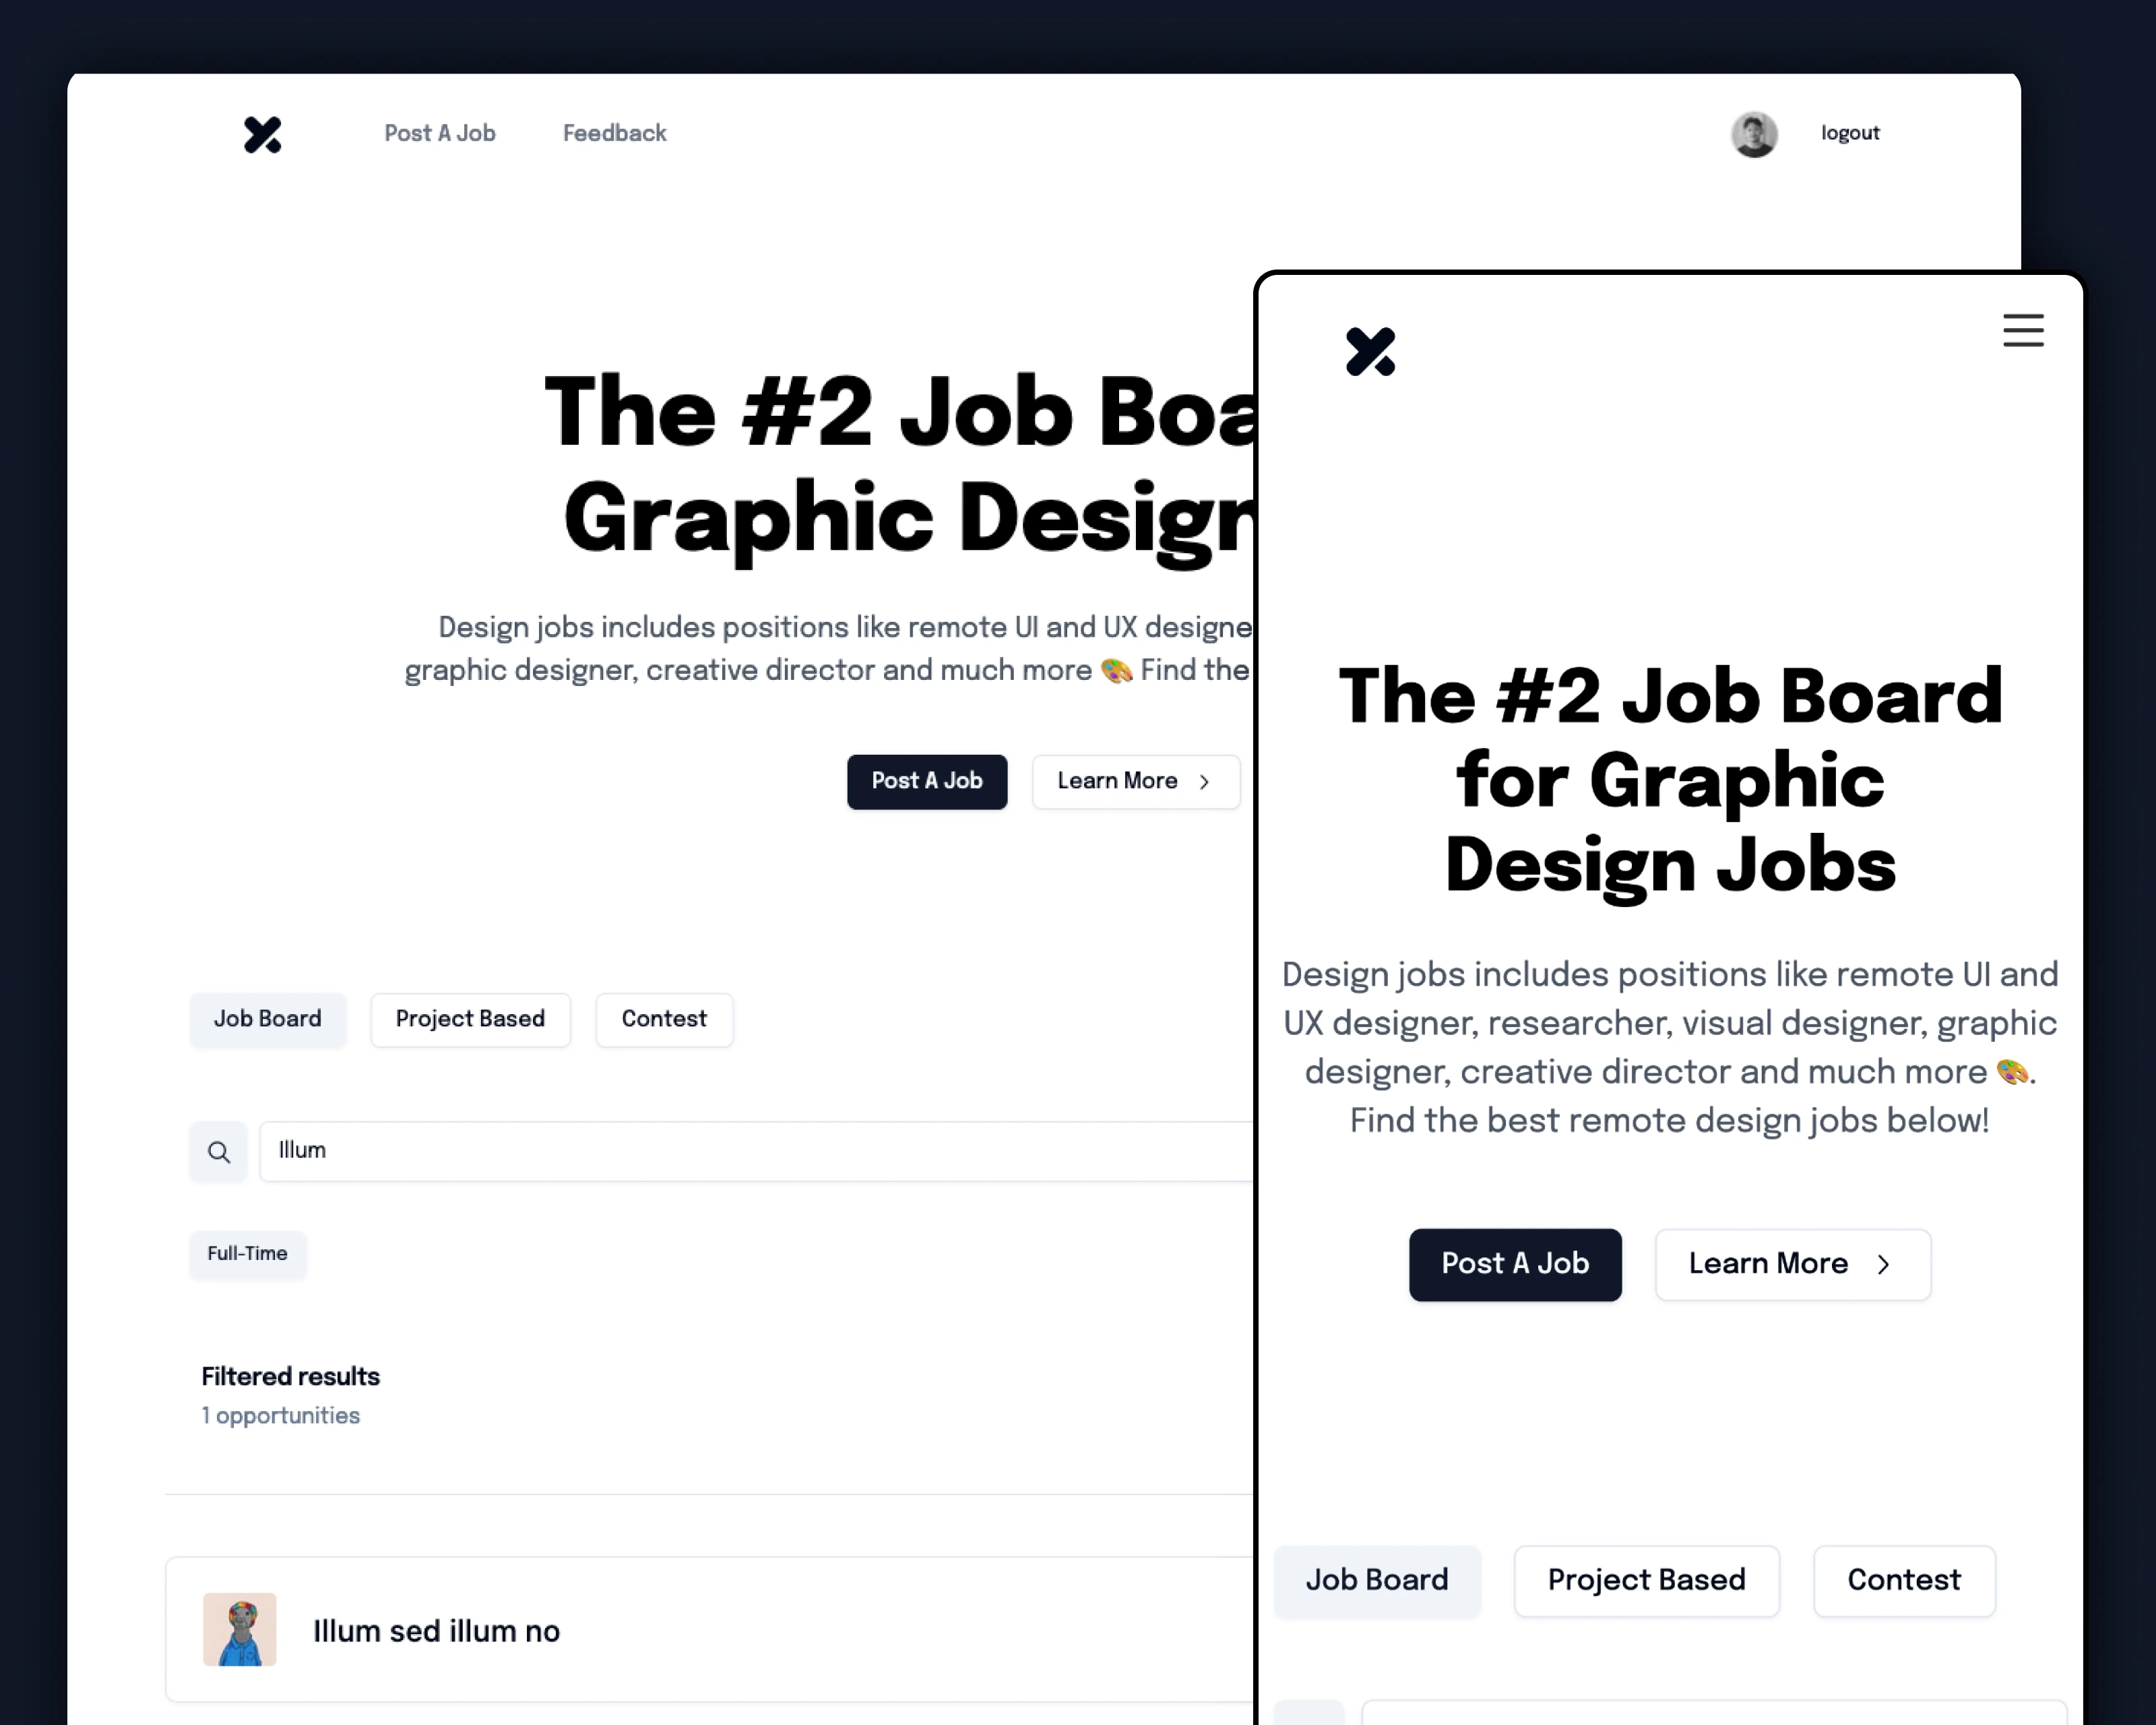 Post A Job Feedback logout
The #2 Job Boa
Graphic Design
Design jobs includes positions like remote UI and UX designe
graphic designer, creative director and much more 🎨 Find the
Post A Job Learn More
Job Board Project Based Contest
Illum
Full-Time
Filtered results
1 opportunities
Illum sed illum no
The #2 Job Board
for Graphic
Design Jobs
Design jobs includes positions like remote UI and
UX designer, researcher, visual designer, graphic
designer, creative director and much more 🎨.
Find the best remote design jobs below!
Post A Job Learn More
Job Board Project Based Contest